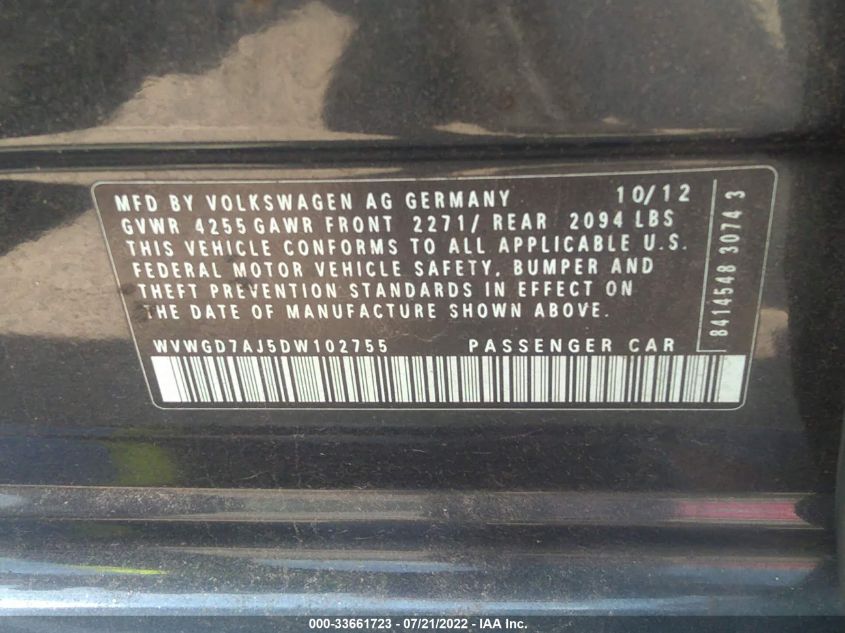 MFD BY VOLKSWAGEN AG GERMANY 10/12
GVWR 4255 GAWR FRONT 2271/ REAR 2094 LBS
THIS VEHICLE CONFORMS TO ALL APPLICABLE U.S.
FEDERAL MOTOR VEHICLE SAFETY, BUMPER AND
THEFT PREVENTION STANDARDS IN EFFECT ON
THE DATE OF MANUFACTURE SHOWN ABOVE.
WVWGD7AJ5DW102755 PASSENGER CAR
8414548 3074 3
000-33661723 - 07/21/2022 - IAA Inc.